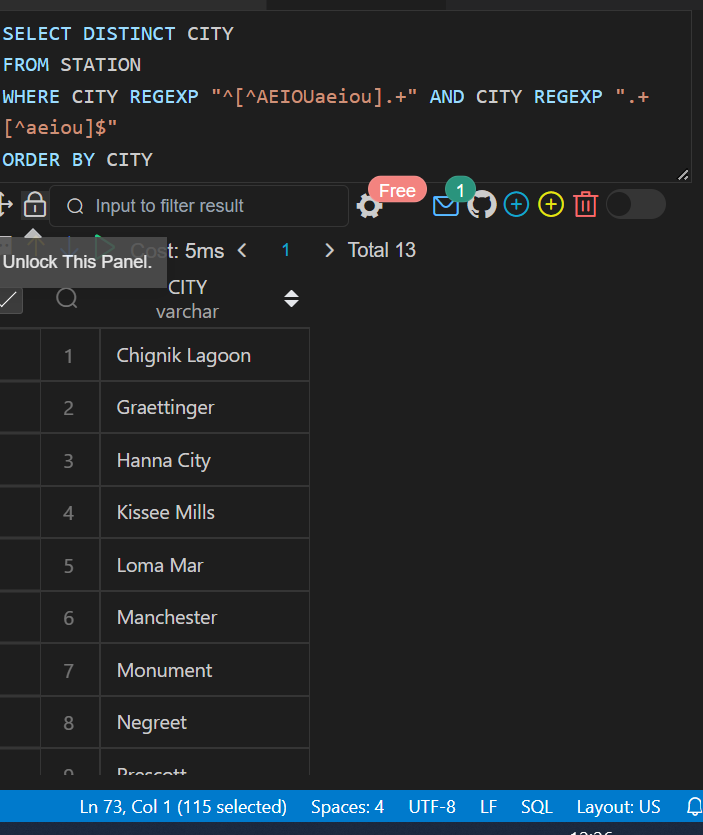 SELECT DISTINCT CITY
FROM STATION
WHERE CITY REGEXP "^[^AEIOUaeiou].+" AND CITY REGEXP ".+
[^aeiou]$"
ORDER BY CITY
Input to filter result
Free
1
Cost: 5ms
1
Total 13
Unlock This Panel.
CITY
varchar
1 Chignik Lagoon
2 Graettinger
3 Hanna City
4 Kissee Mills
5 Loma Mar
6 Manchester
7 Monument
8 Negreet
9 Prescott
Ln 73, Col 1 (115 selected) Spaces: 4 UTF-8 LF SQL Layout: US